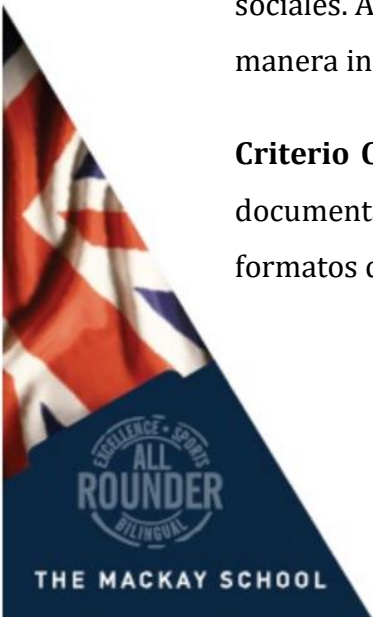 sociales. A
manera in
Criterio
document
formatos
EXCELLENCE • SPORTS
ALL
ROUNDER
BILINGUAL
THE MACKAY SCHOOL